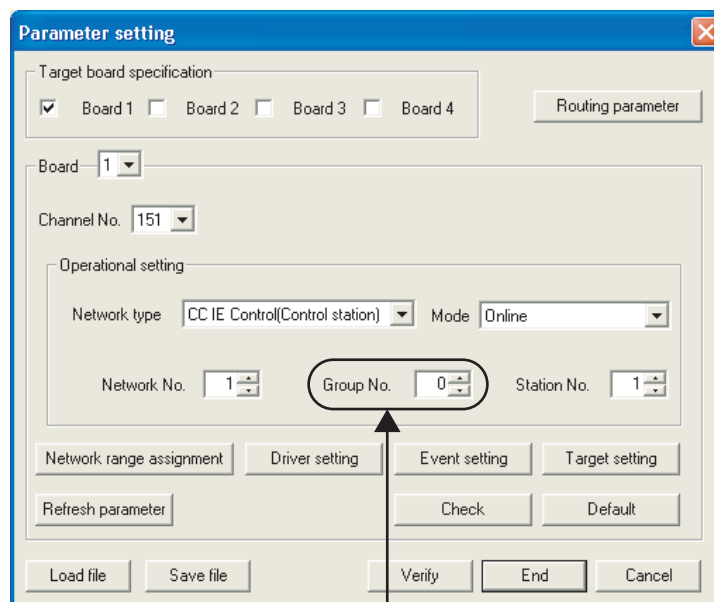 Parameter setting
Target board specification
Board 1 Board 2 Board 3 Board 4
Routing parameter
Board 1
Channel No. 151
Operational setting
Network type CC IE Control(Control station) Mode Online
Network No. 1 Group No. 0 Station No. 1
Network range assignment Driver setting Event setting Target setting
Refresh parameter Check Default
Load file Save file Verify End Cancel